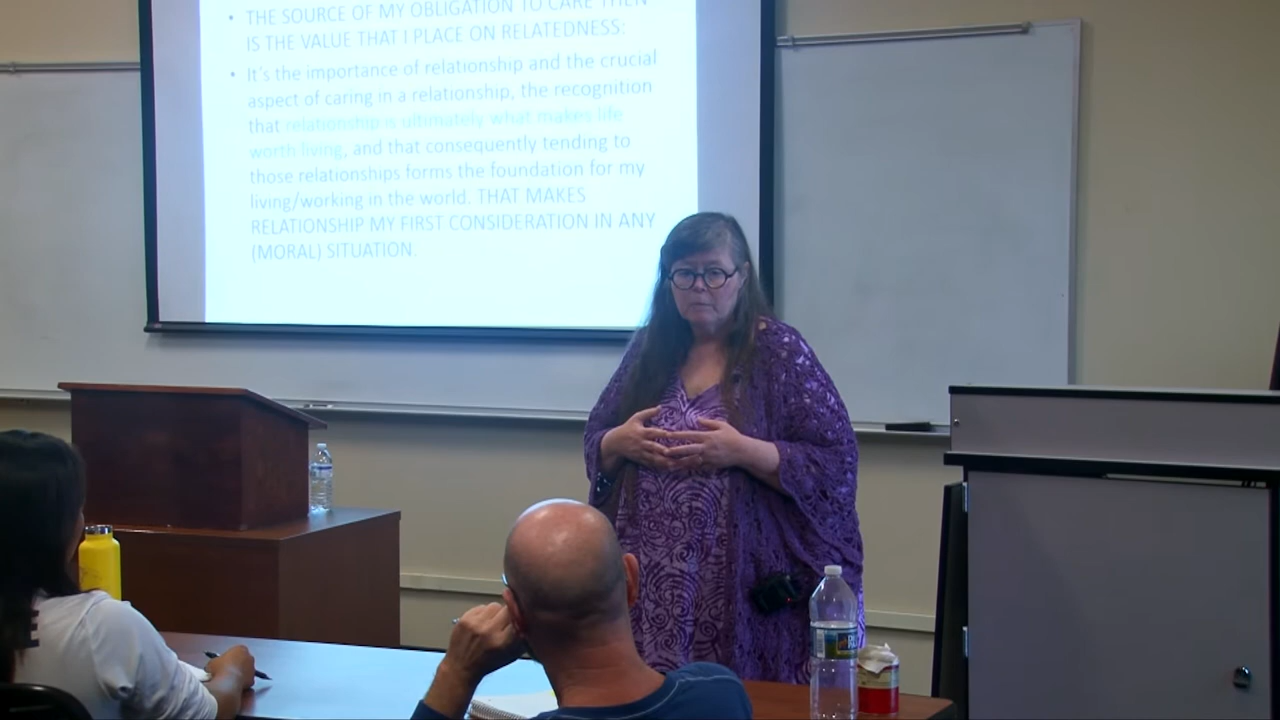 • THE SOURCE OF MY OBLIGATION TO CARE THEN
IS THE VALUE THAT I PLACE ON RELATEDNESS:
• It's the importance of relationship and the crucial
aspect of caring in a relationship, the recognition
that relationship is ultimately what makes life
worth living, and that consequently tending to
those relationships forms the foundation for my
living/working in the world. THAT MAKES
RELATIONSHIP MY FIRST CONSIDERATION IN ANY
(MORAL) SITUATION.